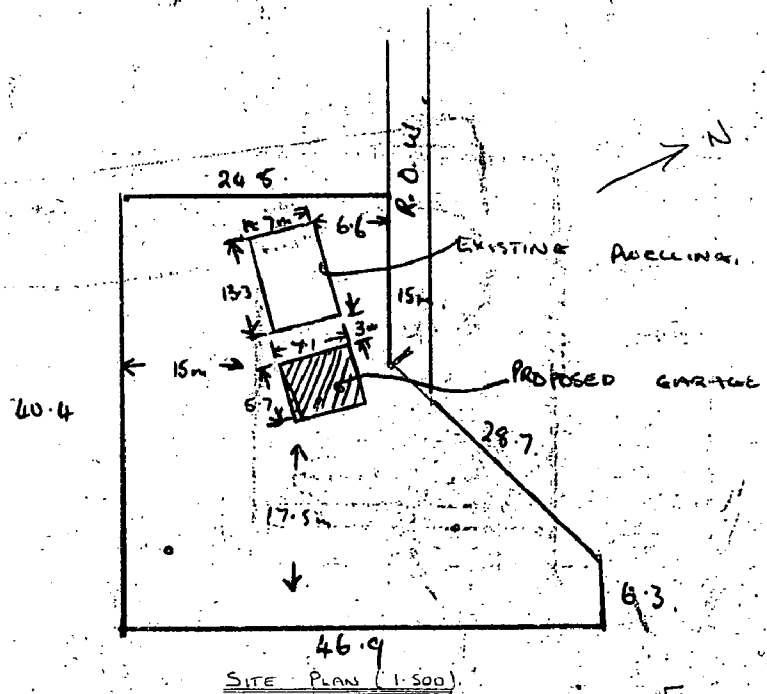 N
24.5
R.O.W.
7m
6.6
EXISTING DWELLING.
13.3
15m
7.1
3m
15m
PROPOSED GARAGE
40.4
6.7
28.7
17.5m
6.3.
46.9
SITE PLAN (1:500).